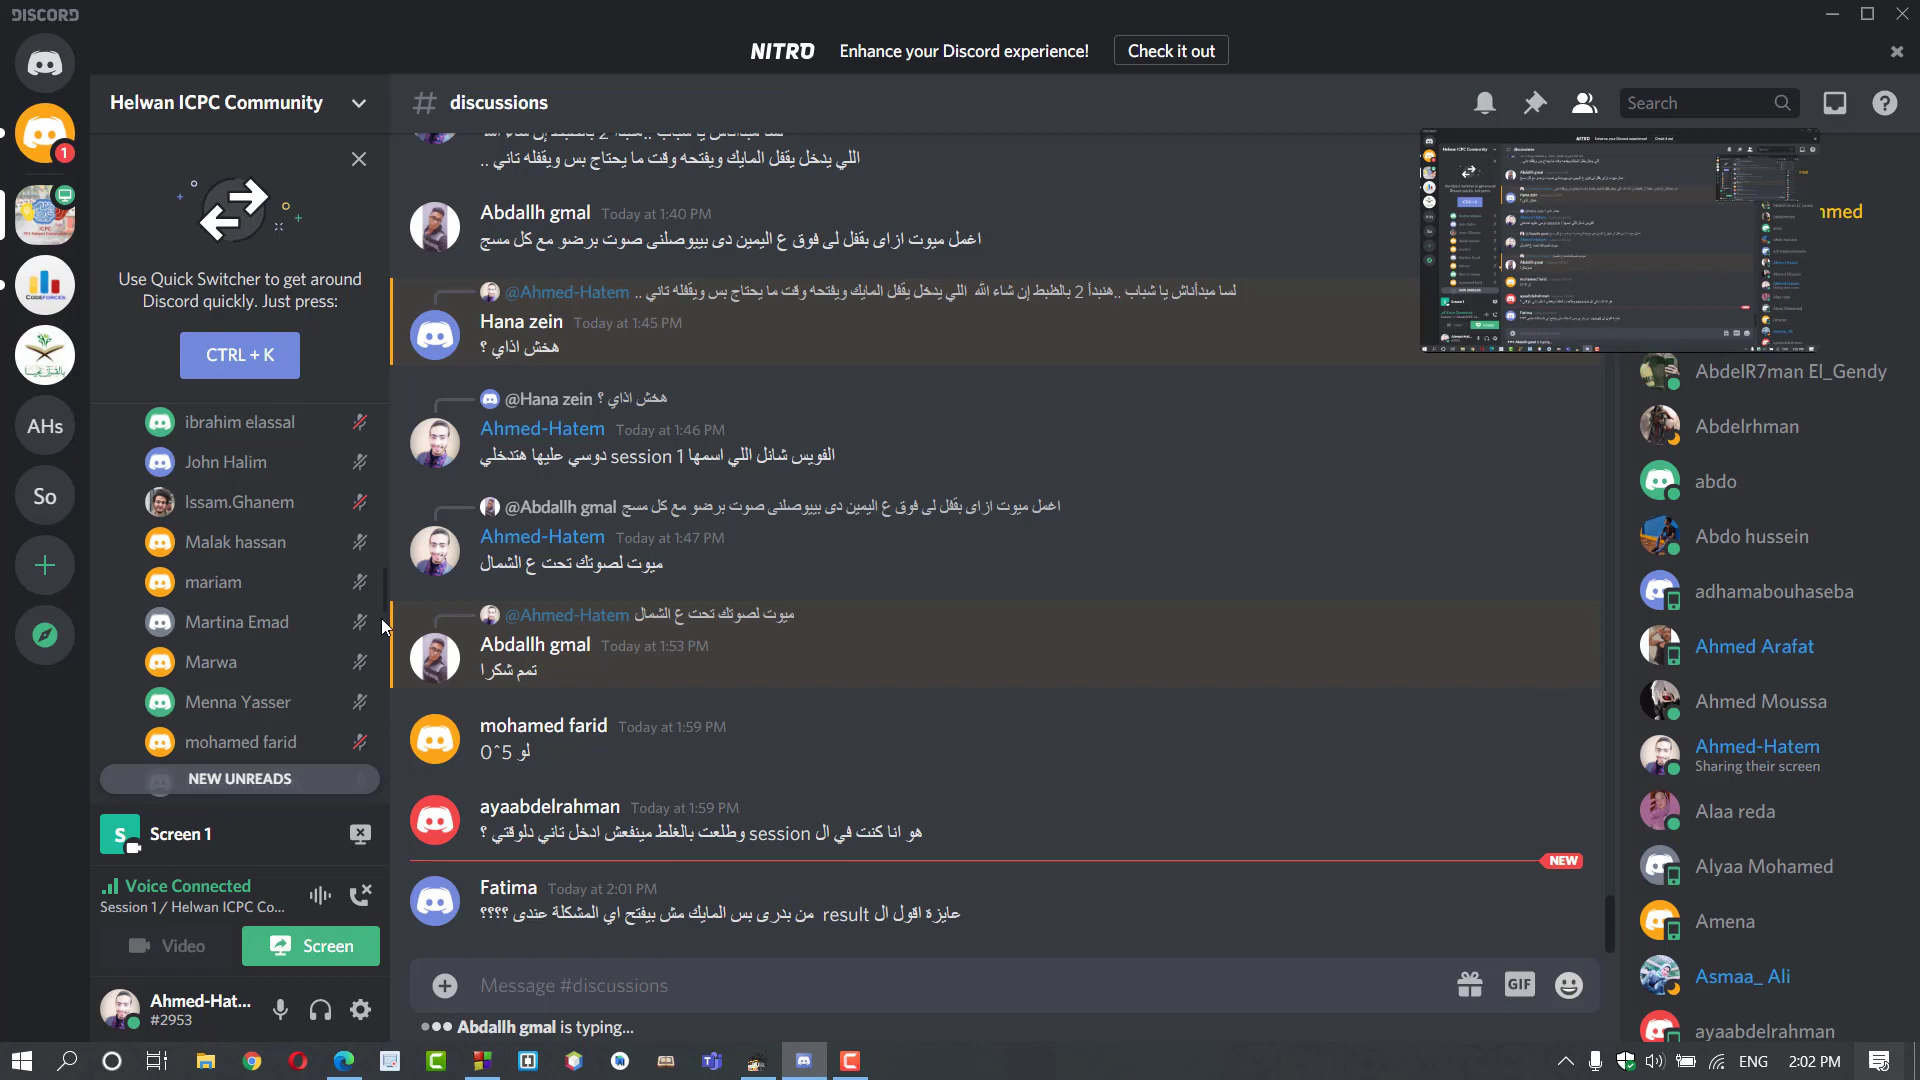 DISCORD
NITRO Enhance your Discord experience! Check it out
Helwan ICPC Community
discussions
Search
1
Use Quick Switcher to get around
Discord quickly. Just press:
CTRL + K
CODEFORCES
AHs
So
ibrahim elassal
John Halim
Issam.Ghanem
Malak hassan
mariam
Martina Emad
Marwa
Menna Yasser
mohamed farid
NEW UNREADS
S Screen 1
Voice Connected
Session 1 / Helwan ICPC Co...
Video
Screen
Ahmed-Hat...
#2953
اللي يدخل يقفل المايك ويفتحه وقت ما يحتاج بس ويقفله تاني ..
Abdallh gmal Today at 1:40 PM
اغمل ميوت ازاى بقفل لى فوق ع اليمين دى بييوصلنى صوت برضو مع كل مسج
@Ahmed-Hatem لسا مبدأناش يا شباب ..هنبدأ 2 بالظبط إن شاء الله اللي يدخل يقفل المايك ويفتحه وقت ما يحتاج بس ويقفله تاني ..
Hana zein Today at 1:45 PM
هخش اذاي ؟
@Hana zein هخش اذاي ؟
Ahmed-Hatem Today at 1:46 PM
الفويس شانل اللي اسمها session 1 دوسي عليها هتدخلي
@Abdallh gmal اغمل ميوت ازاى بقفل لى فوق ع اليمين دى بييوصلنى صوت برضو مع كل مسج
Ahmed-Hatem Today at 1:47 PM
ميوت لصوتك تحت ع الشمال
@Ahmed-Hatem ميوت لصوتك تحت ع الشمال
Abdallh gmal Today at 1:53 PM
تمم شكرا
mohamed farid Today at 1:59 PM
لو 5^0
ayaabdelrahman Today at 1:59 PM
هو انا كنت في ال session وطلعت بالغلط مينفعش ادخل تاني دلوقتي ؟
NEW
Fatima Today at 2:01 PM
عايزة اقول ال result من بدرى بس المايك مش بيفتح اي المشكلة عندى ؟؟؟؟
Message #discussions
GIF
Abdallh gmal is typing...
AbdelR7man El_Gendy
Abdelrhman
abdo
Abdo hussein
adhamabouhaseba
Ahmed Arafat
Ahmed Moussa
Ahmed-Hatem
Sharing their screen
Alaa reda
Alyaa Mohamed
Amena
Asmaa_ Ali
ayaabdelrahman
ENG 2:02 PM